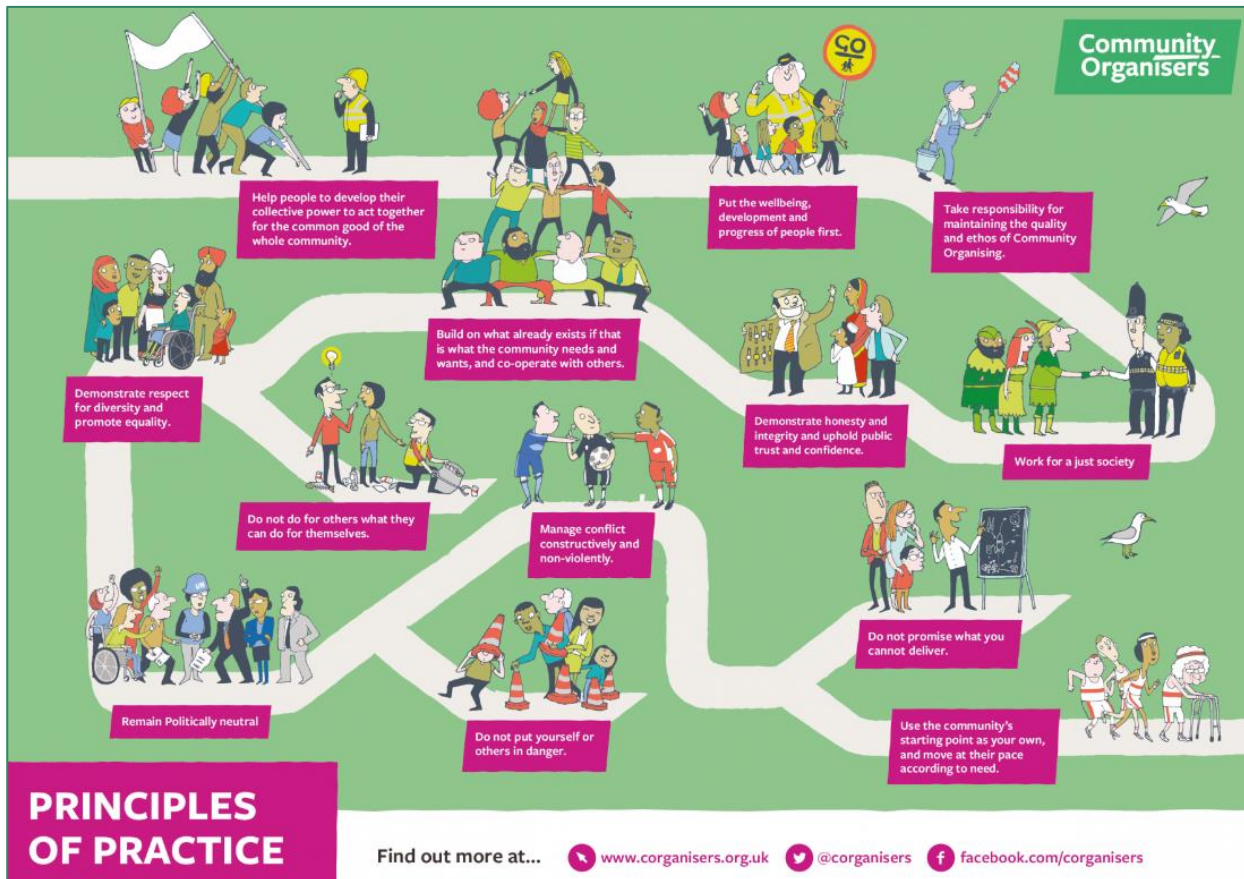 GO
Community
Organisers
Help people to develop their
collective power to act together
for the common good of the
whole community.
Put the wellbeing,
development and
progress of people first.
Take responsibility for
maintaining the quality
and ethos of Community
Organising.
Build on what already exists if that
is what the community needs and
wants, and co-operate with others.
Demonstrate respect
for diversity and
promote equality.
Demonstrate honesty and
integrity and uphold public
trust and confidence.
Work for a just society
Do not do for others what they
can do for themselves.
Manage conflict
constructively and
non-violently.
UN
Do not promise what you
cannot deliver.
Remain Politically neutral
Do not put yourself or
others in danger.
Use the community's
starting point as your own,
and move at their pace
according to need.
PRINCIPLES
OF PRACTICE
Find out more at... www.corganisers.org.uk @corganisers facebook.com/corganisers